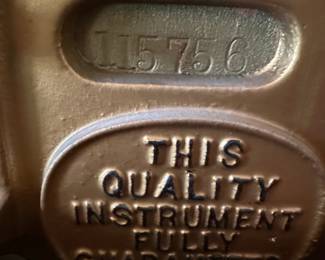 115756
THIS
QUALITY
INSTRUMENT
FULLY